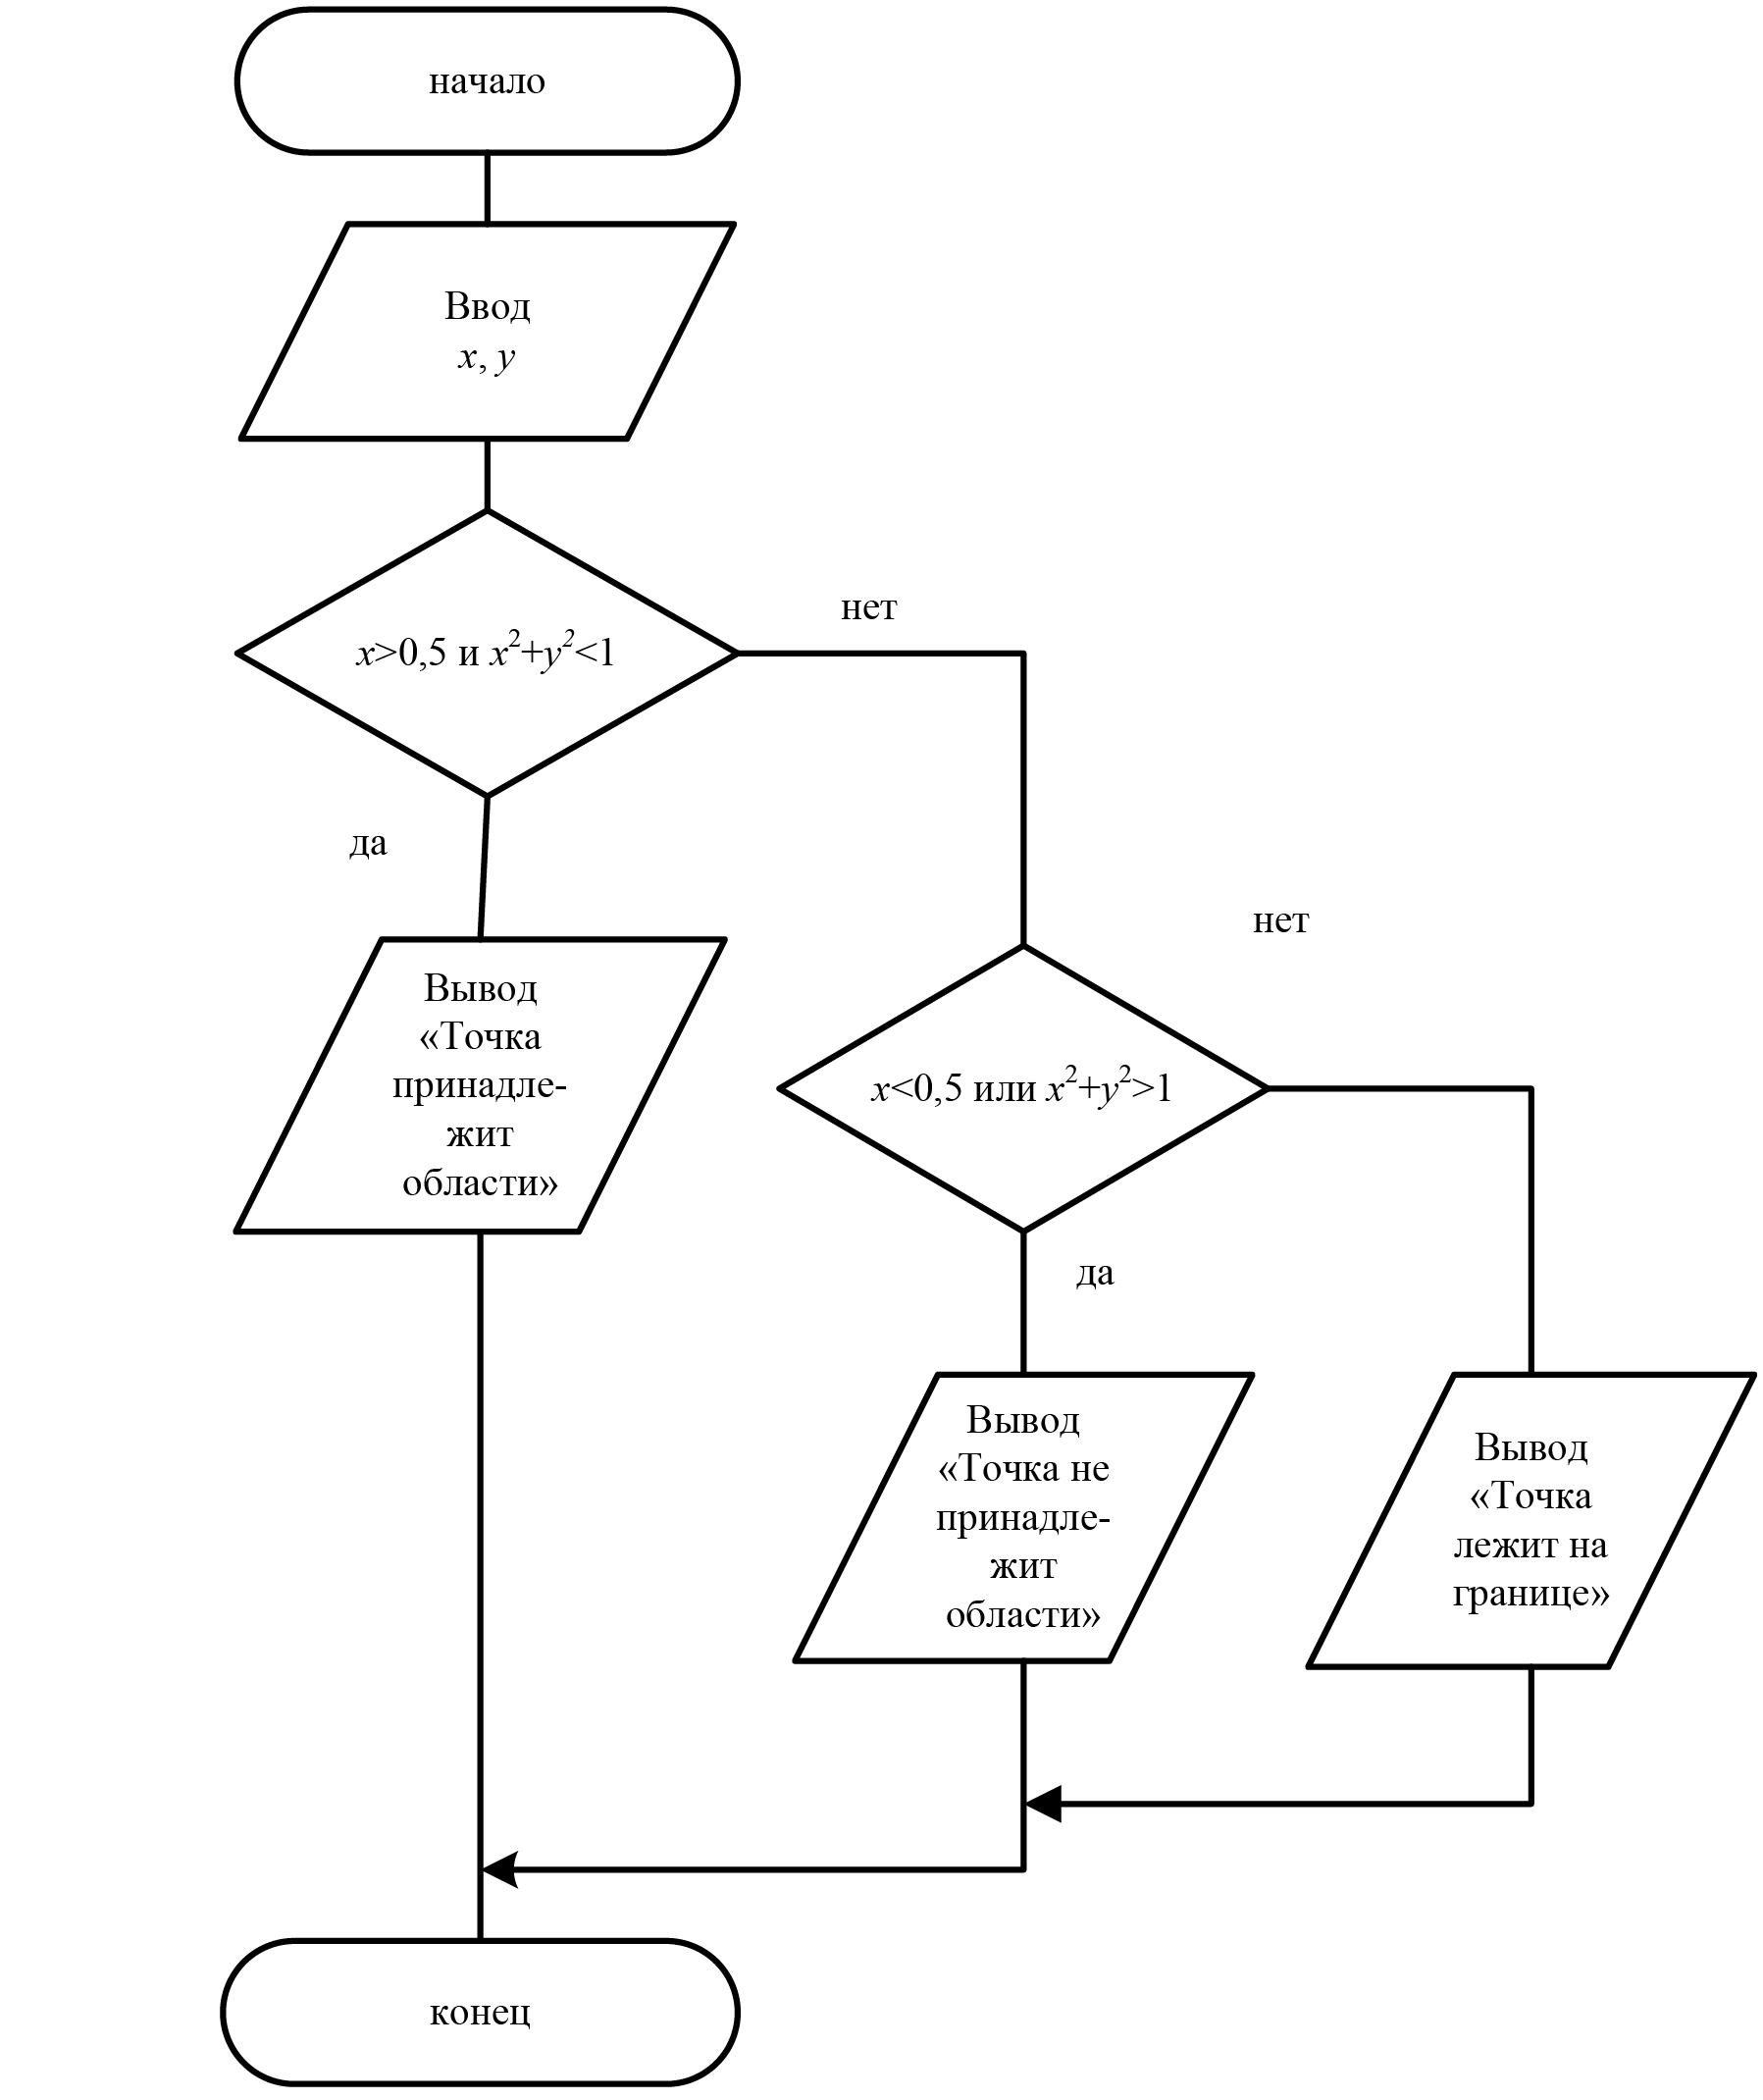 начало
Ввод
x, y
x>0,5 и x²+y²<1
нет
да
Вывод
«Точка
принадле-
жит
области»
нет
x<0,5 или x²+y²>1
да
Вывод
«Точка не
принадле-
жит
области»
Вывод
«Точка
лежит на
границе»
конец